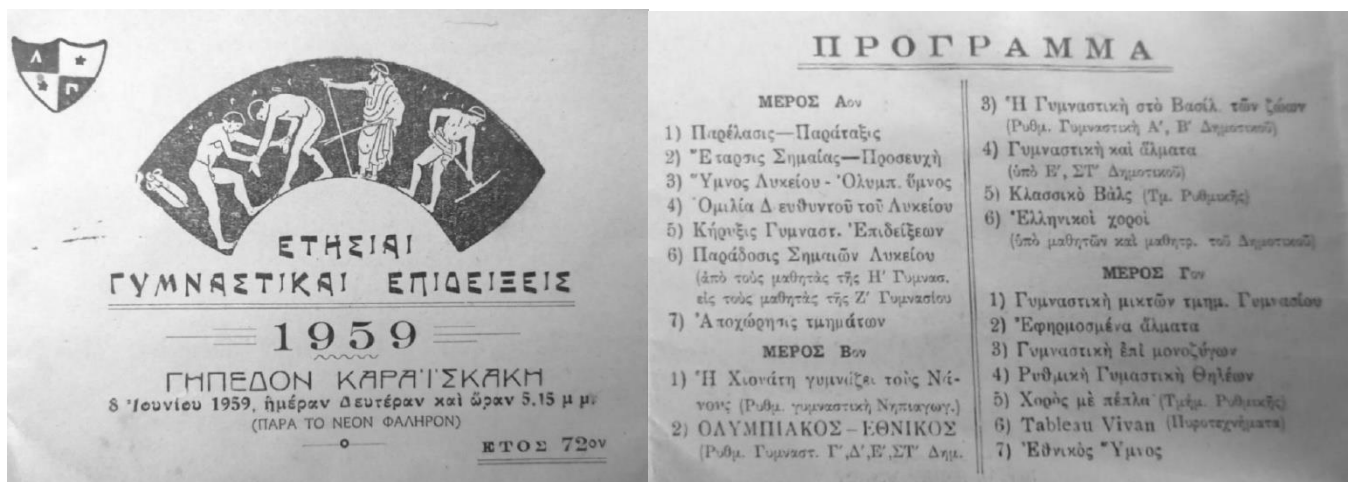 Λ
Γ
ΕΤΗΣΙΑΙ
ΓΥΜΝΑΣΤΙΚΑΙ ΕΠΙΔΕΙΞΕΙΣ
1959
ΓΗΠΕΔΟΝ ΚΑΡΑΪΣΚΑΚΗ
8 Ἰουνίου 1959, ἡμέραν Δευτέραν καὶ ὥραν 5.15 μ μ.
(ΠΑΡΑ ΤΟ ΝΕΟΝ ΦΑΛΗΡΟΝ)
ΕΤΟΣ 72ον
ΠΡΟΓΡΑΜΜΑ
ΜΕΡΟΣ Αον
1) Παρέλασις—Παράταξις
2) Ἔπαρσις Σημαίας—Προσευχὴ
3) Ὕμνος Λυκείου - Ὀλυμπ. ὕμνος
4) Ὁμιλία Δ ευθυντοῦ τοῦ Λυκείου
5) Κήρυξις Γυμναστ. Ἐπιδείξεων
6) Παράδοσις Σημαιῶν Λυκείου
(ἀπὸ τοὺς μαθητὰς τῆς Η' Γυμνασ.
εἰς τοὺς μαθητὰς τῆς Ζ' Γυμνασίου
7) Ἀποχώρησις τμημάτων
ΜΕΡΟΣ Βον
1) Ἡ Χιονάτη γυμνάζει τοὺς Νά-
νους (Ρυθμ. γυμναστικὴ Νηπιαγωγ.)
2) ΟΛΥΜΠΙΑΚΟΣ – ΕΘΝΙΚΟΣ
(Ρυθμ. Γυμναστ. Γ',Δ',Ε',ΣΤ' Δημ.
3) Ἡ Γυμναστικὴ στὸ Βασίλ. τῶν ζώων
(Ρυθμ. Γυμναστικὴ Α', Β' Δημοτικοῦ)
4) Γυμναστικὴ καὶ ἅλματα
(ὑπὸ Ε', ΣΤ' Δημοτικοῦ)
5) Κλασσικὸ Βὰλς (Τμ. Ρυθμικῆς)
6) Ἑλληνικοὶ χοροὶ
(ὑπὸ μαθητῶν καὶ μαθητρ. τοῦ Δημοτικοῦ)
ΜΕΡΟΣ Γον
1) Γυμναστικὴ μικτῶν τμημ. Γυμνασίου
2) Ἐφηρμοσμένα ἅλματα
3) Γυμναστικὴ ἐπὶ μονοζύγων
4) Ρυθμικὴ Γυμαστικὴ Θηλέων
5) Χορὸς μὲ πέπλα (Τμήμ. Ρυθμικῆς)
6) Tableau Vivan (Πυροτεχνήματα)
7) Ἐθνικὸς Ὕμνος